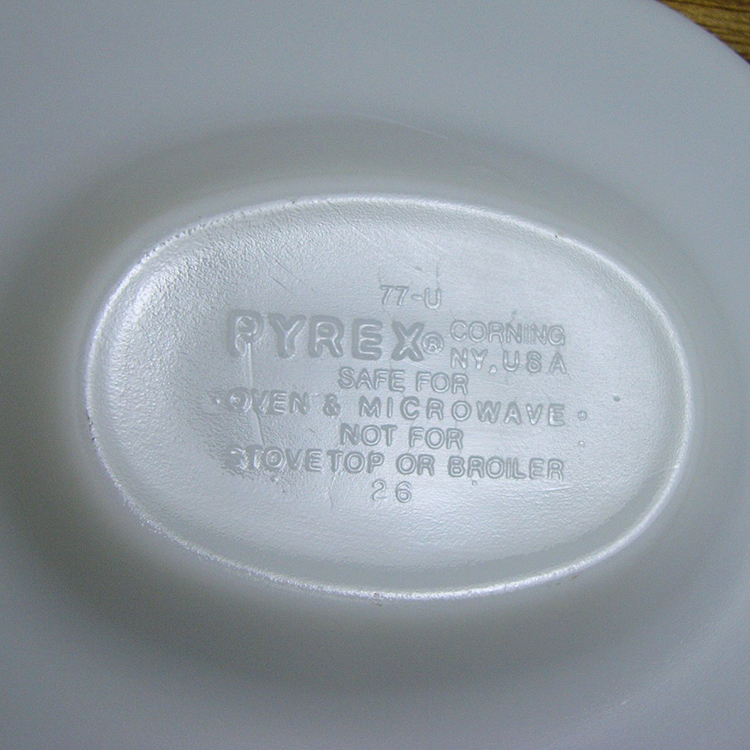 77-U
PYREX® CORNING
NY, USA
SAFE FOR
· OVEN & MICROWAVE ·
NOT FOR
STOVETOP OR BROILER
26